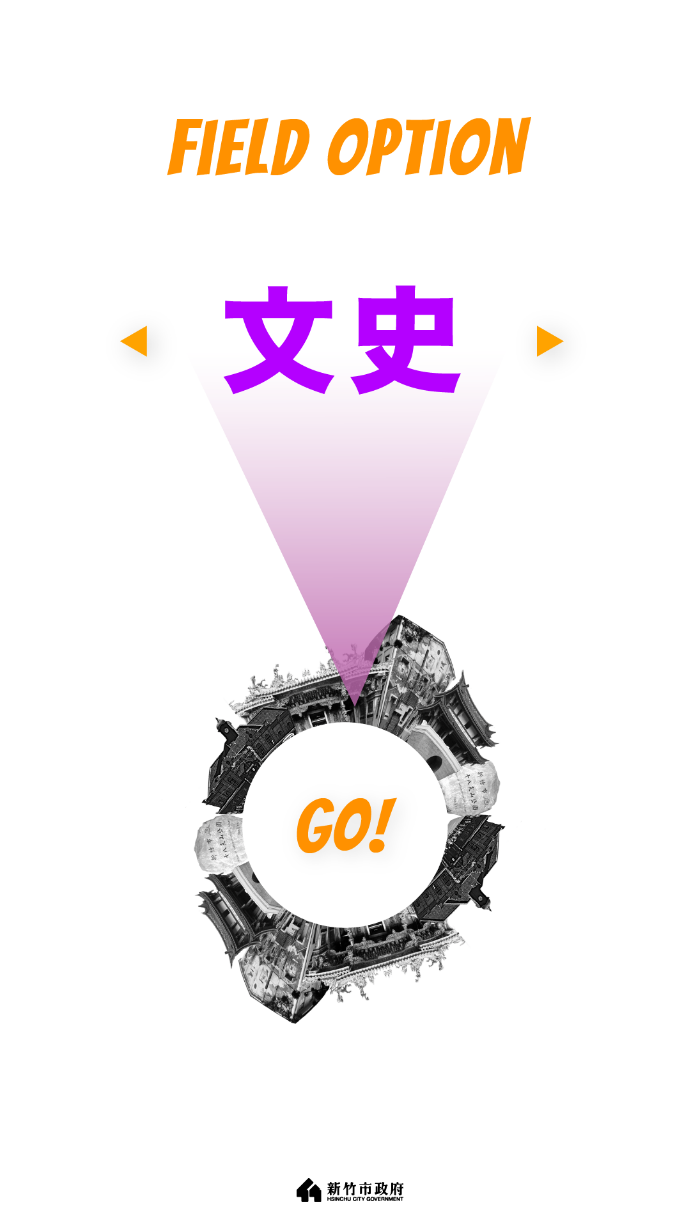 FIELD OPTION
文史
GO!
新竹市政府
HSINCHU CITY GOVERNMENT